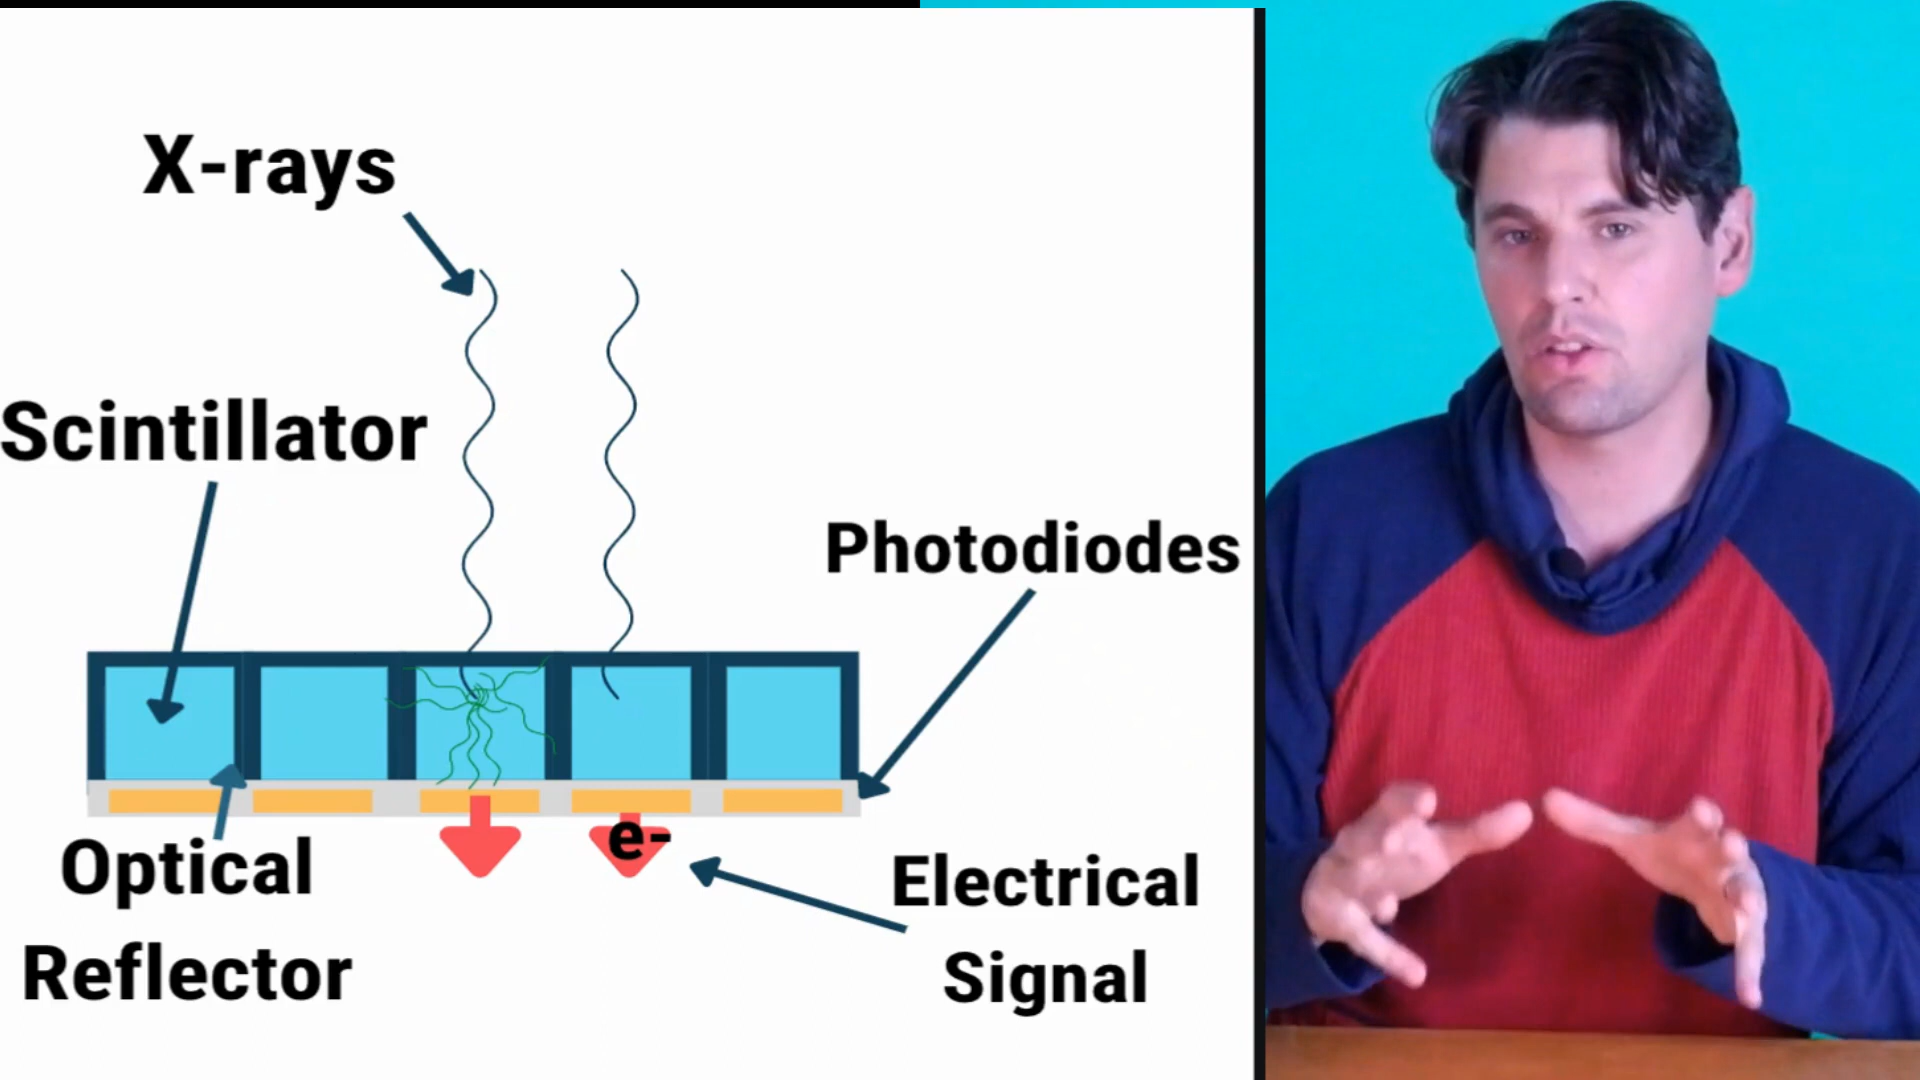 X-rays
Scintillator
Photodiodes
e-
Optical
Reflector
Electrical
Signal